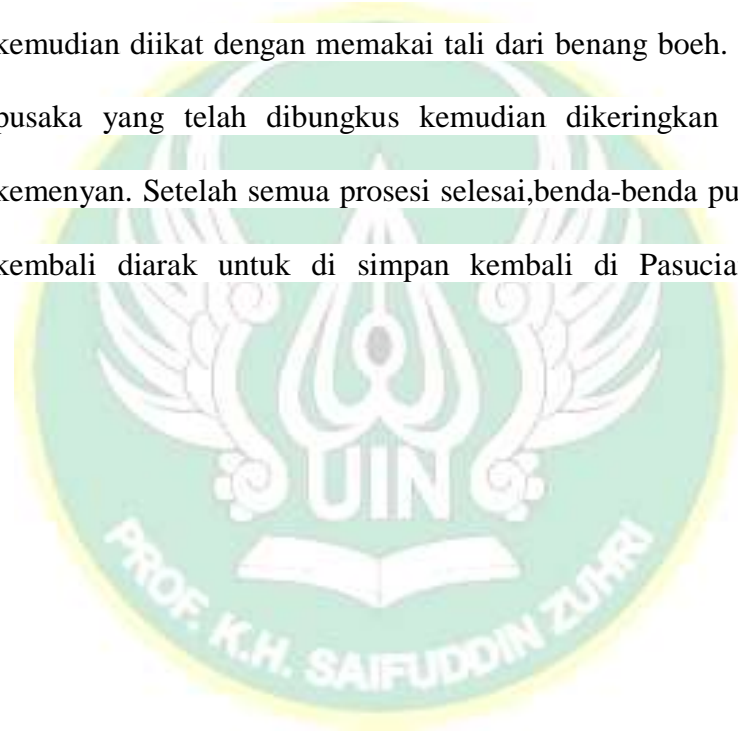 kemudian diikat dengan memakai tali dari benang boeh.
pusaka yang telah dibungkus kemudian dikeringkan
kemenyan. Setelah semua prosesi selesai,benda-benda pu
kembali diarak untuk di simpan kembali di Pasucia
UIN
PROF. K.H. SAIFUDDIN ZUHRI